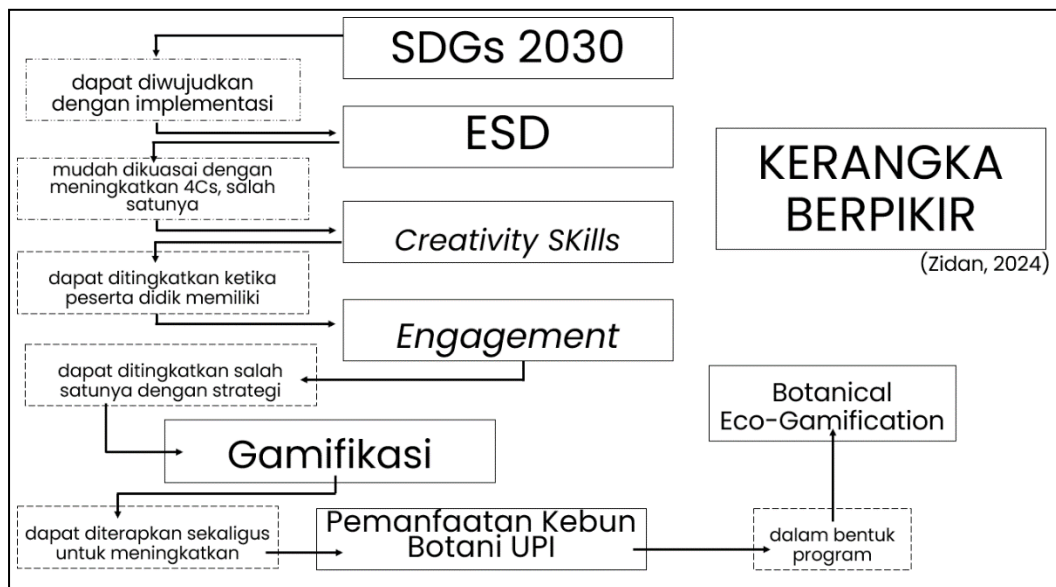 SDGs 2030
dapat diwujudkan
dengan implementasi
ESD
mudah dikuasai dengan
meningkatkan 4Cs, salah
satunya
Creativity SKills
dapat ditingkatkan ketika
peserta didik memiliki
Engagement
dapat ditingkatkan salah
satunya dengan strategi
Gamifikasi
dapat diterapkan sekaligus
untuk meningkatkan
Pemanfaatan Kebun
Botani UPI
dalam bentuk
program
Botanical
Eco-Gamification
KERANGKA
BERPIKIR
(Zidan, 2024)